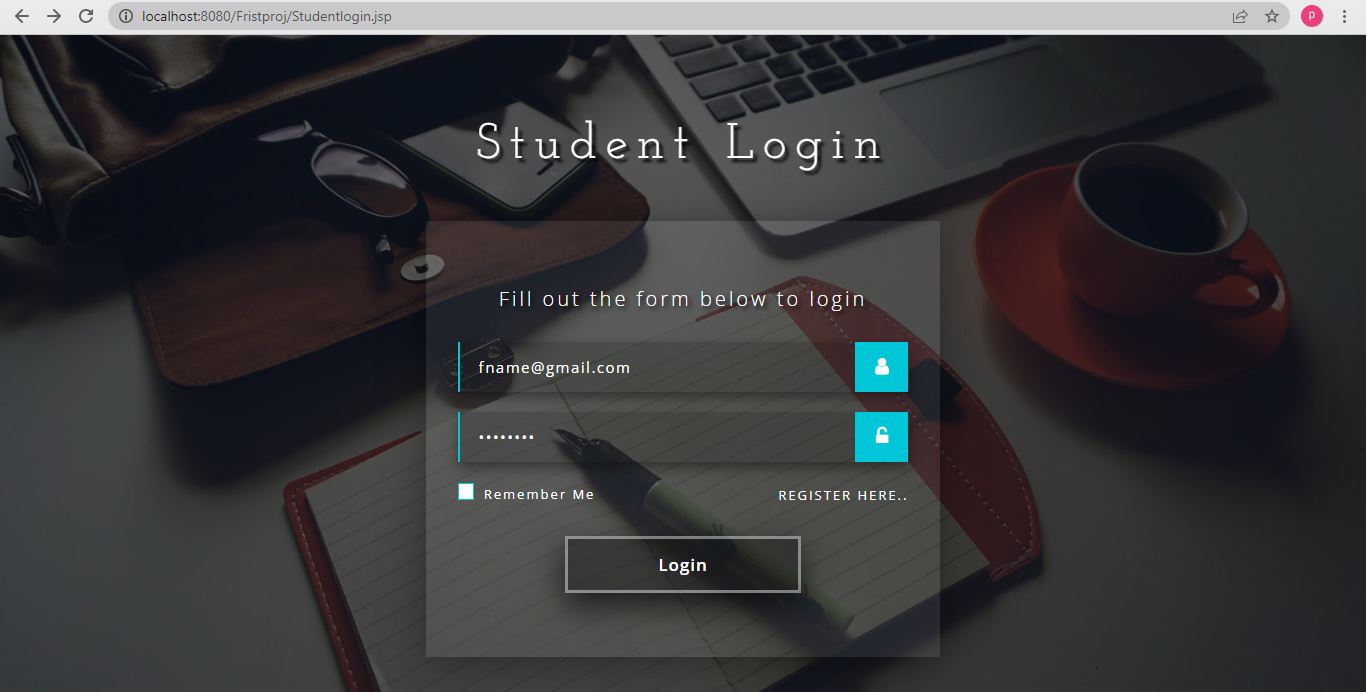 localhost:8080/Fristproj/Studentlogin.jsp
P
Student Login
Fill out the form below to login
fname@gmail.com
••••••••
Remember Me
REGISTER HERE..
Login